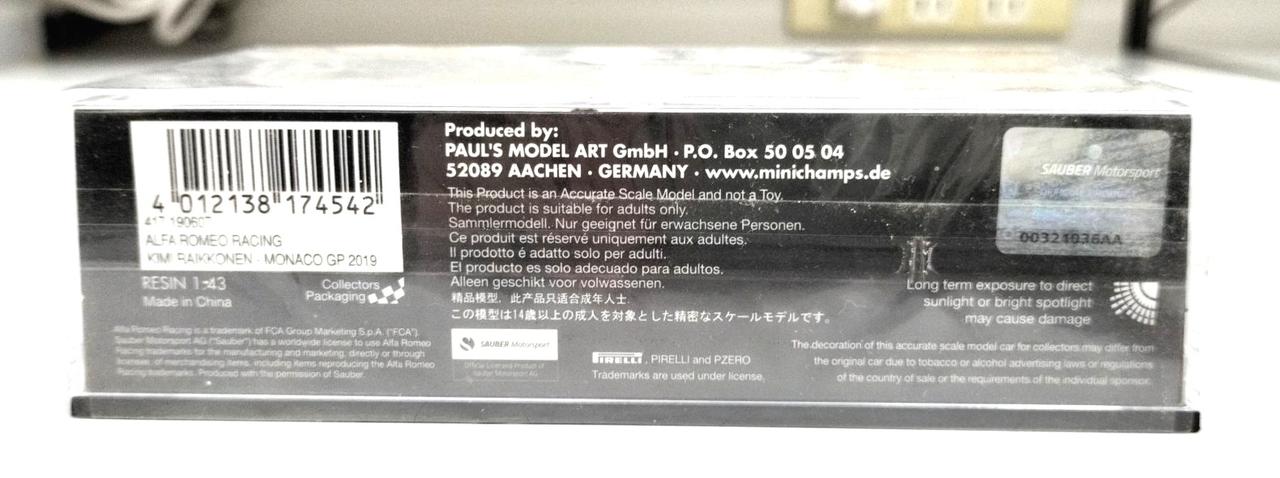 4 012138 174542
417 190607
ALFA ROMEO RACING
KIMI RAIKKONEN - MONACO GP 2019
RESIN 1:43
Made in China
Collectors
Packaging
Alfa Romeo Racing is a trademark of FCA Group Marketing S.p.A. ("FCA").
Sauber Motorsport AG ("Sauber") has a worldwide license to use Alfa Romeo
Racing trademarks for the manufacturing and marketing, directly or through
licensees, of merchandising items, including items reproducing the Alfa Romeo
Racing trademarks. Produced with the permission of Sauber.
Produced by:
PAUL'S MODEL ART GmbH · P.O. Box 50 05 04
52089 AACHEN · GERMANY · www.minichamps.de
This Product is an Accurate Scale Model and not a Toy.
The product is suitable for adults only.
Sammlermodell. Nur geeignet für erwachsene Personen.
Ce produit est réservé uniquement aux adultes.
Il prodotto é adatto solo per adulti.
El producto es solo adecuado para adultos.
Alleen geschikt voor volwassenen.
精品模型，此产品只适合成年人士.
この模型は14歳以上の成人を対象とした精密なスケールモデルです。
SAUBER Motorsport
Official Licensed Product of
Sauber Motorsport AG
PIRELLI, PIRELLI and PZERO
Trademarks are used under license.
SAUBER Motorsport
00321036AA
Long term exposure to direct
sunlight or bright spotlight
may cause damage
The decoration of this accurate scale model car for collectors may differ from
the original car due to tobacco or alcohol advertising laws or regulations
of the country of sale or the requirements of the individual sponsor.